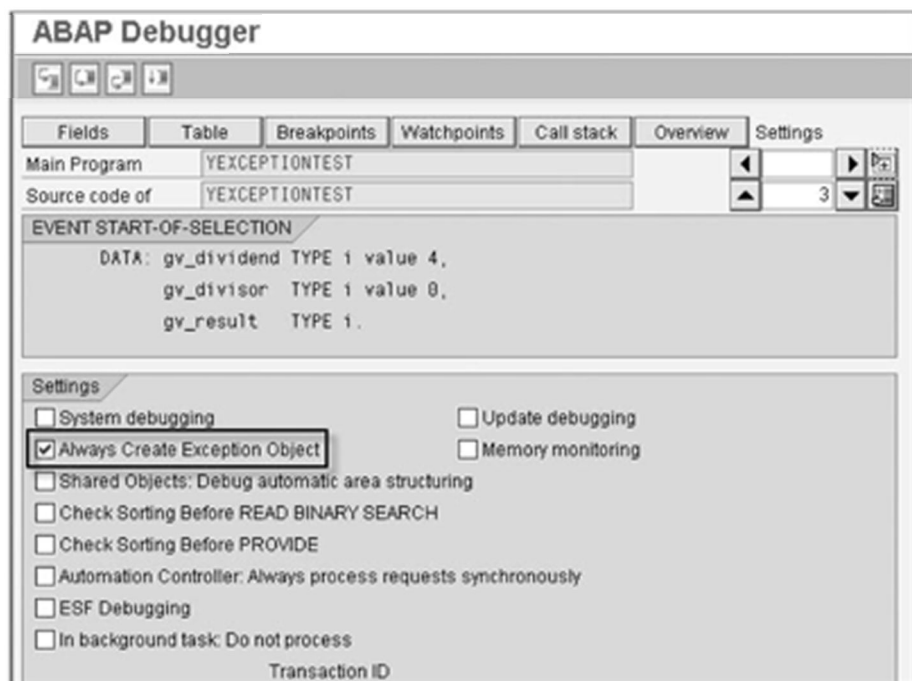 ABAP Debugger
Fields Table Breakpoints Watchpoints Call stack Overview Settings
Main Program YEXCEPTIONTEST
Source code of YEXCEPTIONTEST 3
EVENT START-OF-SELECTION
DATA: gv_dividend TYPE i value 4,
gv_divisor TYPE i value 0,
gv_result TYPE i.
Settings
System debugging Update debugging
Always Create Exception Object Memory monitoring
Shared Objects: Debug automatic area structuring
Check Sorting Before READ BINARY SEARCH
Check Sorting Before PROVIDE
Automation Controller: Always process requests synchronously
ESF Debugging
In background task: Do not process
Transaction ID